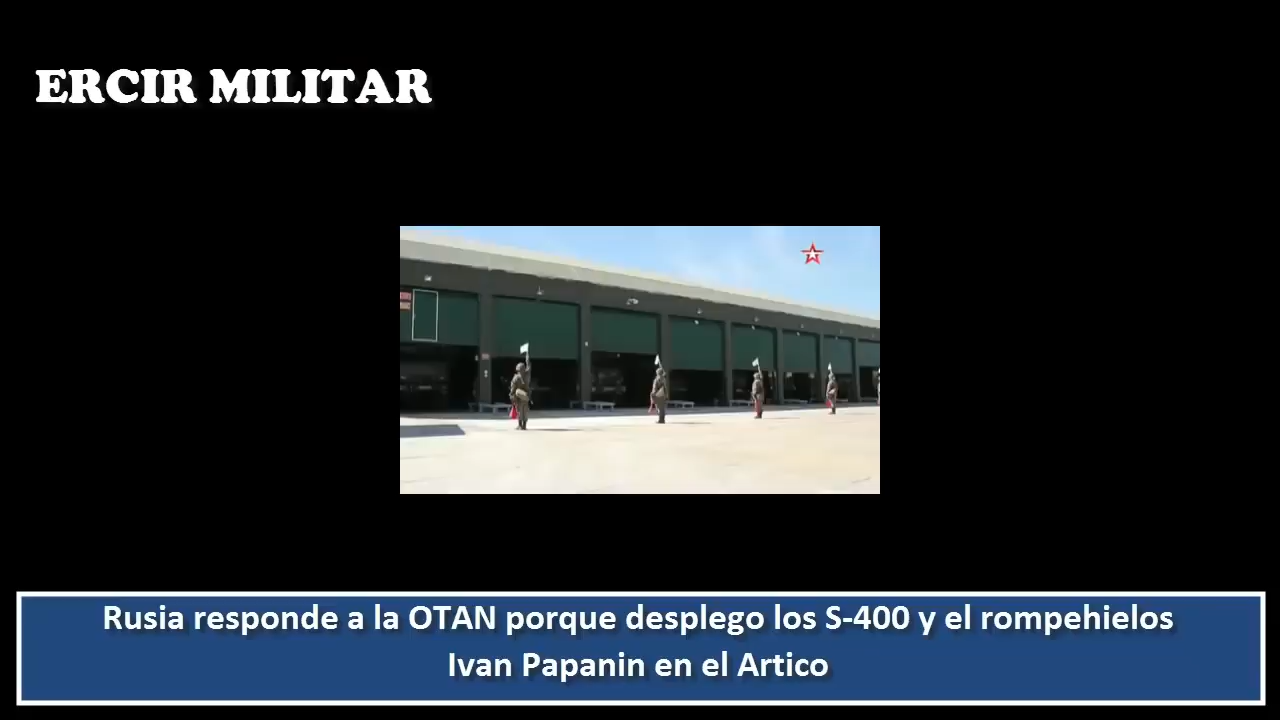 ERCIR MILITAR
Rusia responde a la OTAN porque desplego los S-400 y el rompehielos
Ivan Papanin en el Artico